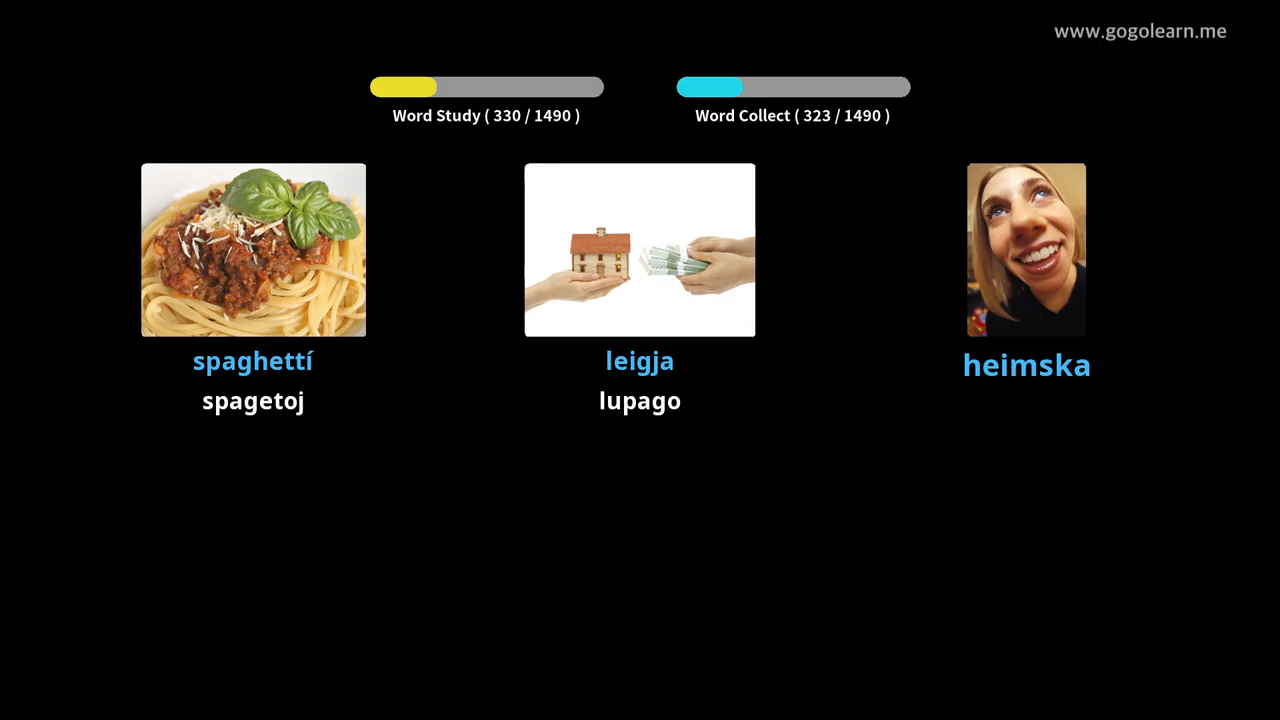 www.gogolearn.me
Word Study ( 330 / 1490 )
Word Collect ( 323 / 1490 )
spaghettí
leigja
heimska
spagetoj
lupago